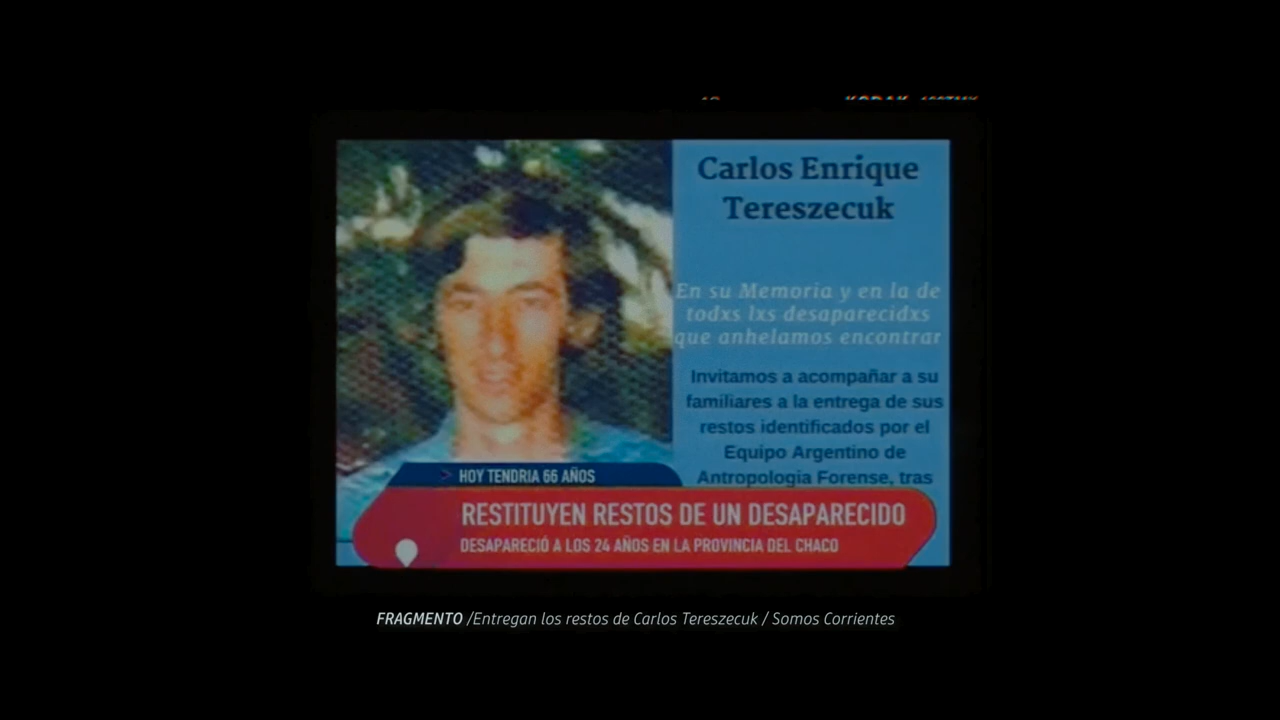 Carlos Enrique
Tereszecuk
En su Memoria y en la de
todxs lxs desaparecidxs
que anhelamos encontrar
Invitamos a acompañar a su
familiares a la entrega de sus
restos identificados por el
Equipo Argentino de
Antropología Forense, tras
HOY TENDRIA 66 AÑOS
RESTITUYEN RESTOS DE UN DESAPARECIDO
DESAPARECIÓ A LOS 24 AÑOS EN LA PROVINCIA DEL CHACO
FRAGMENTO /Entregan los restos de Carlos Tereszecuk / Somos Corrientes